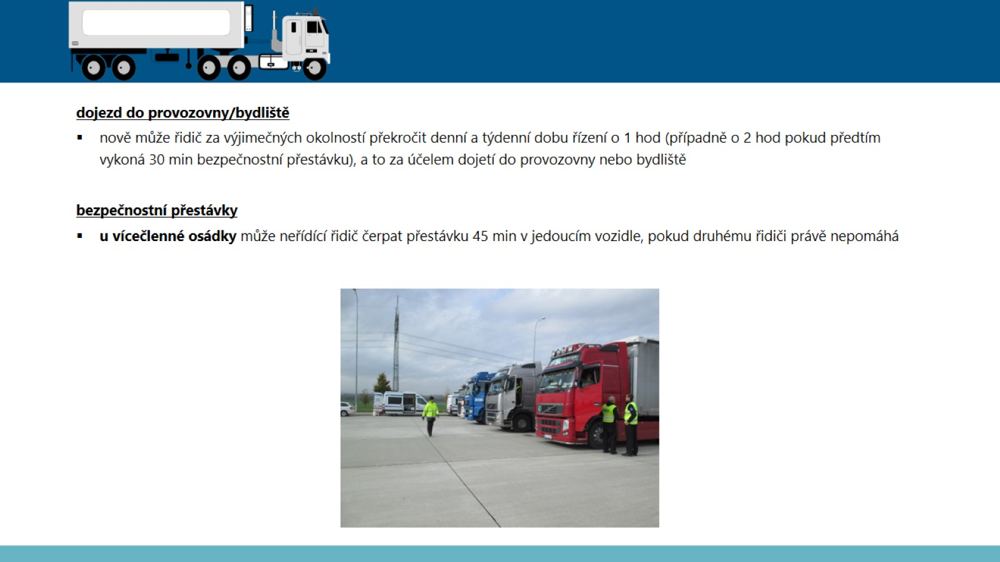 dojezd do provozovny/bydliště
▪ nově může řidič za výjimečných okolností překročit denní a týdenní dobu řízení o 1 hod (případně o 2 hod pokud předtím
vykoná 30 min bezpečnostní přestávku), a to za účelem dojetí do provozovny nebo bydliště
bezpečnostní přestávky
▪ u vícečlenné osádky může neřídící řidič čerpat přestávku 45 min v jedoucím vozidle, pokud druhému řidiči právě nepomáhá